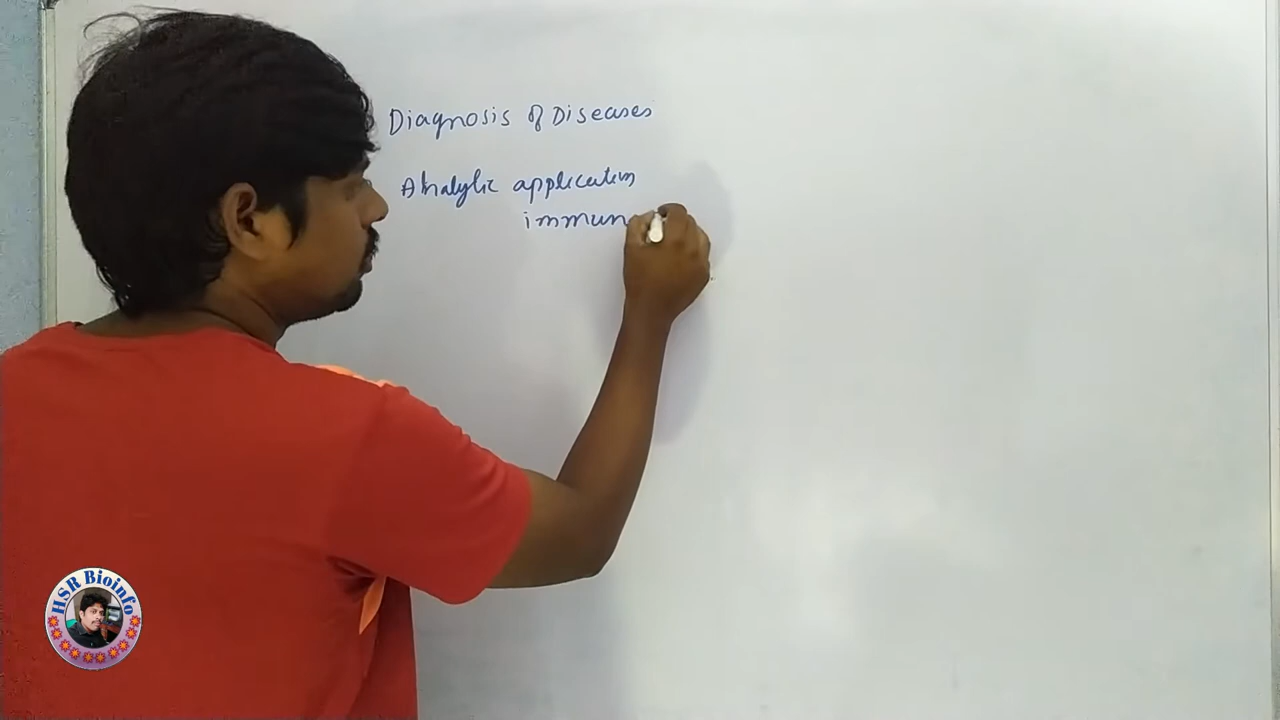 Diagnosis of Diseases
Analytic application
immun
HSR Bioinfo